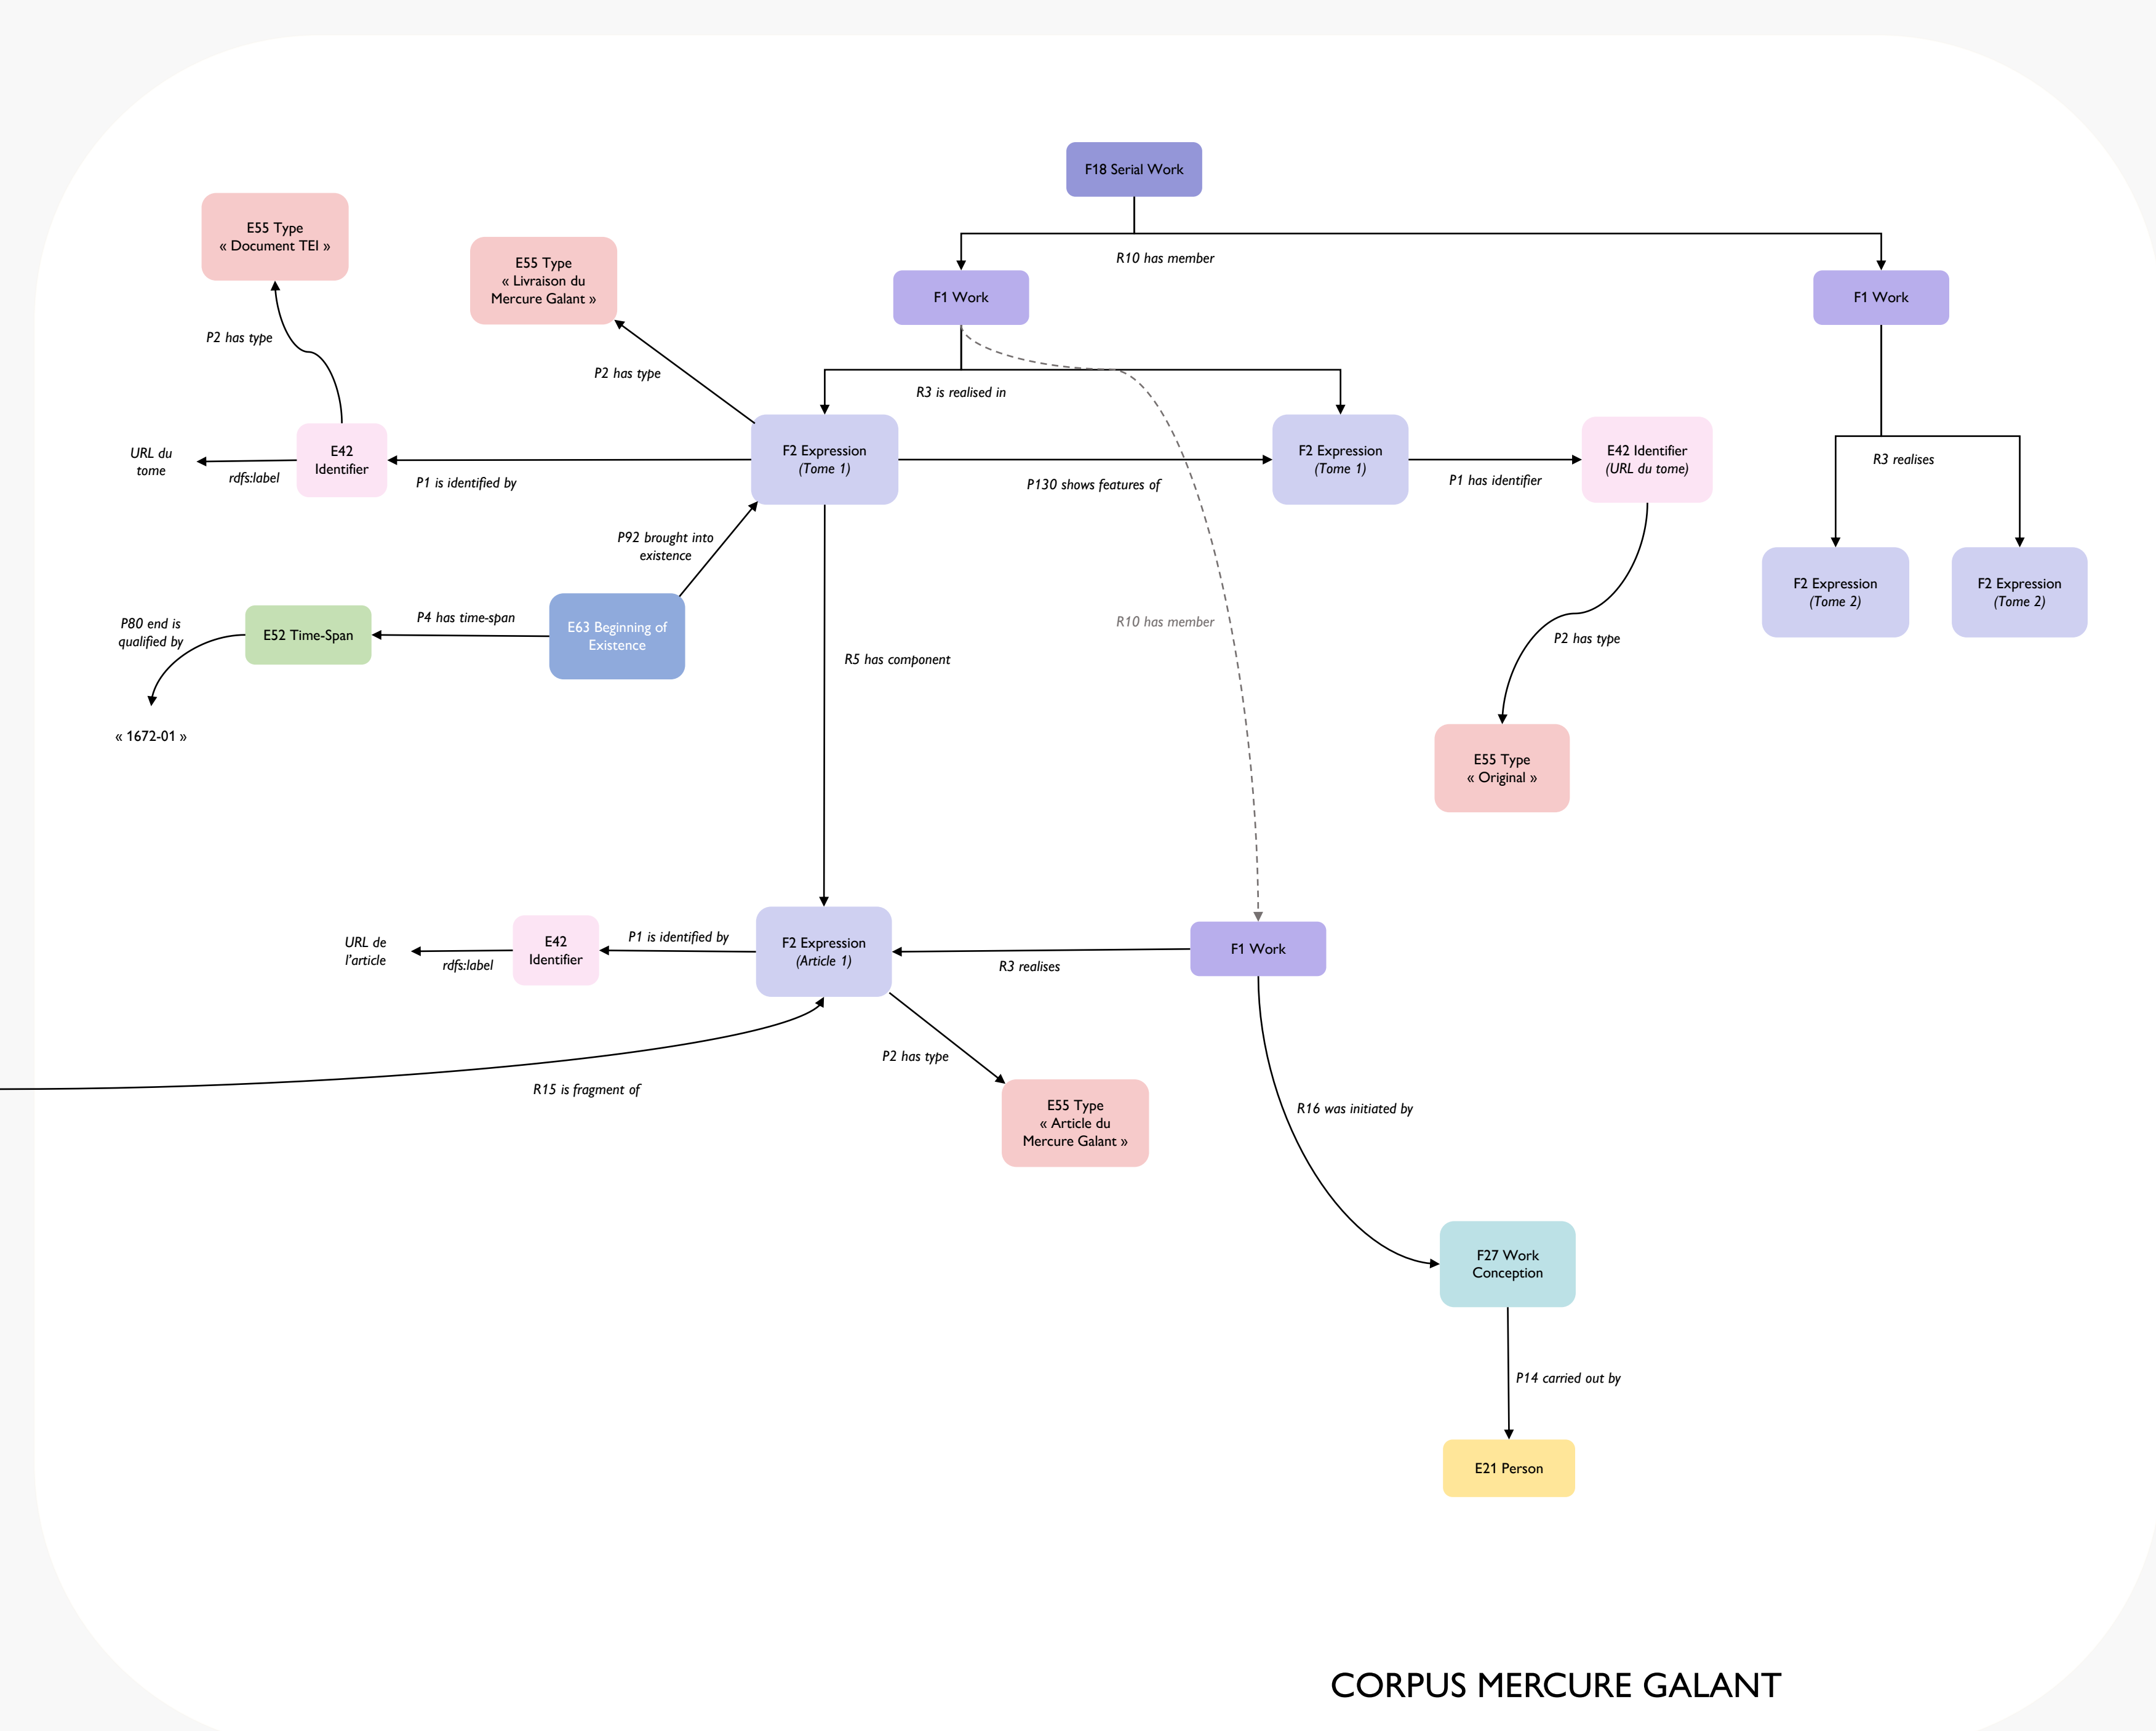 F18 Serial Work
R10 has member
E55 Type
« Document TEI »
E55 Type
« Livraison du
Mercure Galant »
F1 Work
F1 Work
P2 has type
P2 has type
R3 is realised in
URL du
tome
rdfs:label
E42
Identifier
P1 is identified by
F2 Expression
(Tome 1)
P130 shows features of
F2 Expression
(Tome 1)
P1 has identifier
E42 Identifier
(URL du tome)
R3 realises
P92 brought into
existence
F2 Expression
(Tome 2)
F2 Expression
(Tome 2)
P80 end is
qualified by
E52 Time-Span
P4 has time-span
E63 Beginning of
Existence
R10 has member
P2 has type
R5 has component
« 1672-01 »
E55 Type
« Original »
URL de
l'article
rdfs:label
E42
Identifier
P1 is identified by
F2 Expression
(Article 1)
R3 realises
F1 Work
P2 has type
R15 is fragment of
E55 Type
« Article du
Mercure Galant »
R16 was initiated by
F27 Work
Conception
P14 carried out by
E21 Person
CORPUS MERCURE GALANT